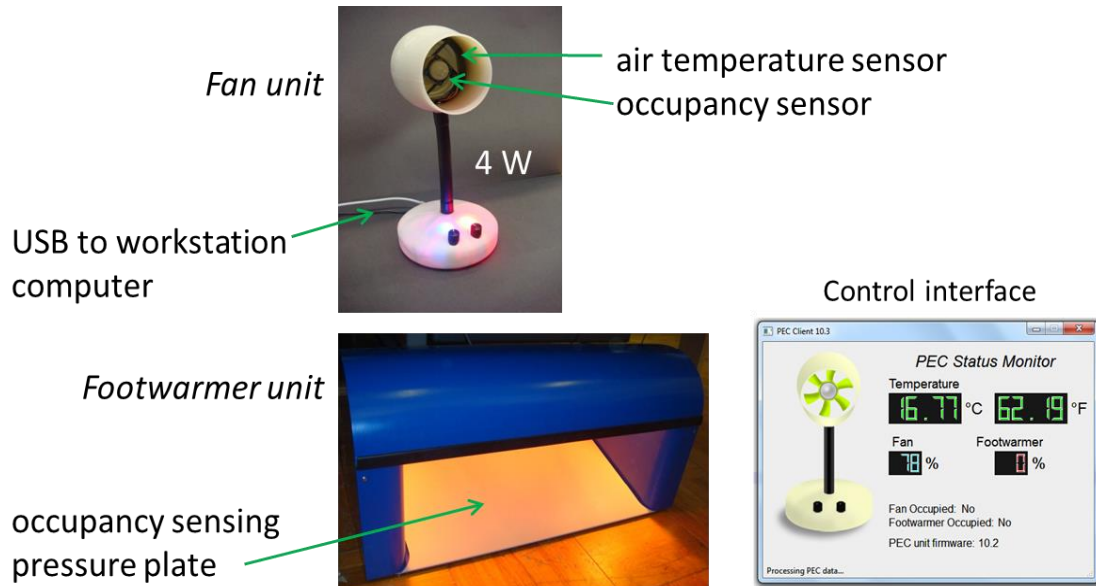 Fan unit
air temperature sensor
occupancy sensor
4 W
USB to workstation
computer
Footwarmer unit
occupancy sensing
pressure plate
Control interface
PEC Client 10.3
PEC Status Monitor
Temperature
16.77 °C 62.19 °F
Fan Footwarmer
78 % 0 %
Fan Occupied: No
Footwarmer Occupied: No
PEC unit firmware: 10.2
Processing PEC data...